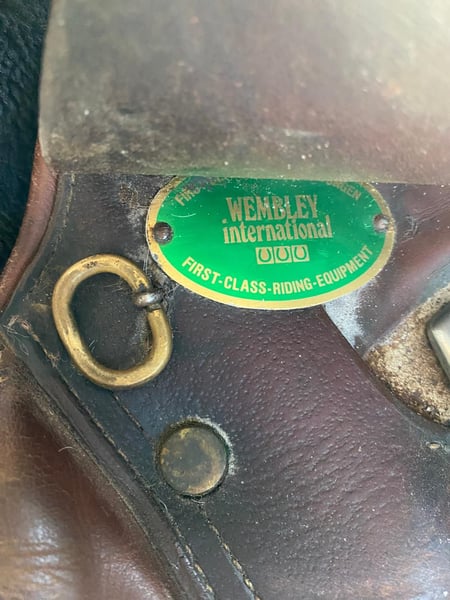 WEMBLEY
international
FIRST-CLASS-RIDING-EQUIPMENT